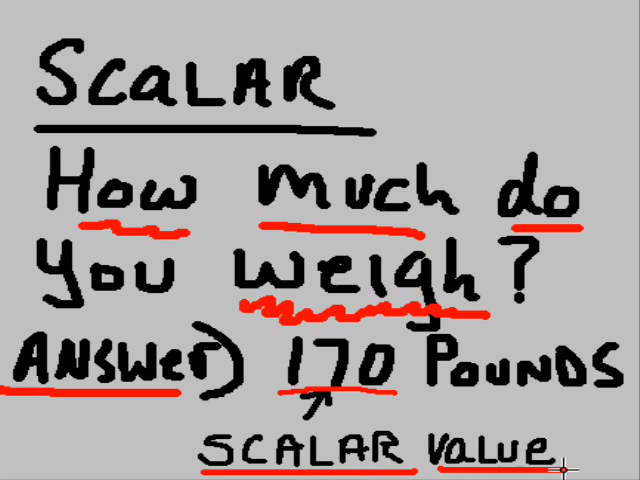 SCALAR
How much do
you weigh?
ANSWER) 170 POUNDS
SCALAR value